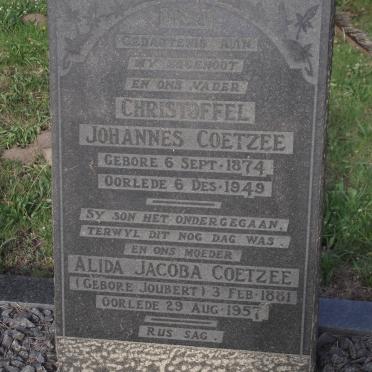 GEDAGTENIS AAN
MY EGGENOOT
EN ONS VADER
CHRISTOFFEL
JOHANNES COETZEE
GEBORE 6 SEPT. 1874
OORLEDE 6 DES. 1949
SY SON HET ONDERGEGAAN.
TERWYL DIT NOG DAG WAS.
EN ONS MOEDER
ALIDA JACOBA COETZEE
(GEBORE JOUBERT) 3 FEB. 1881
OORLEDE 29 AUG. 1957
RUS SAG.